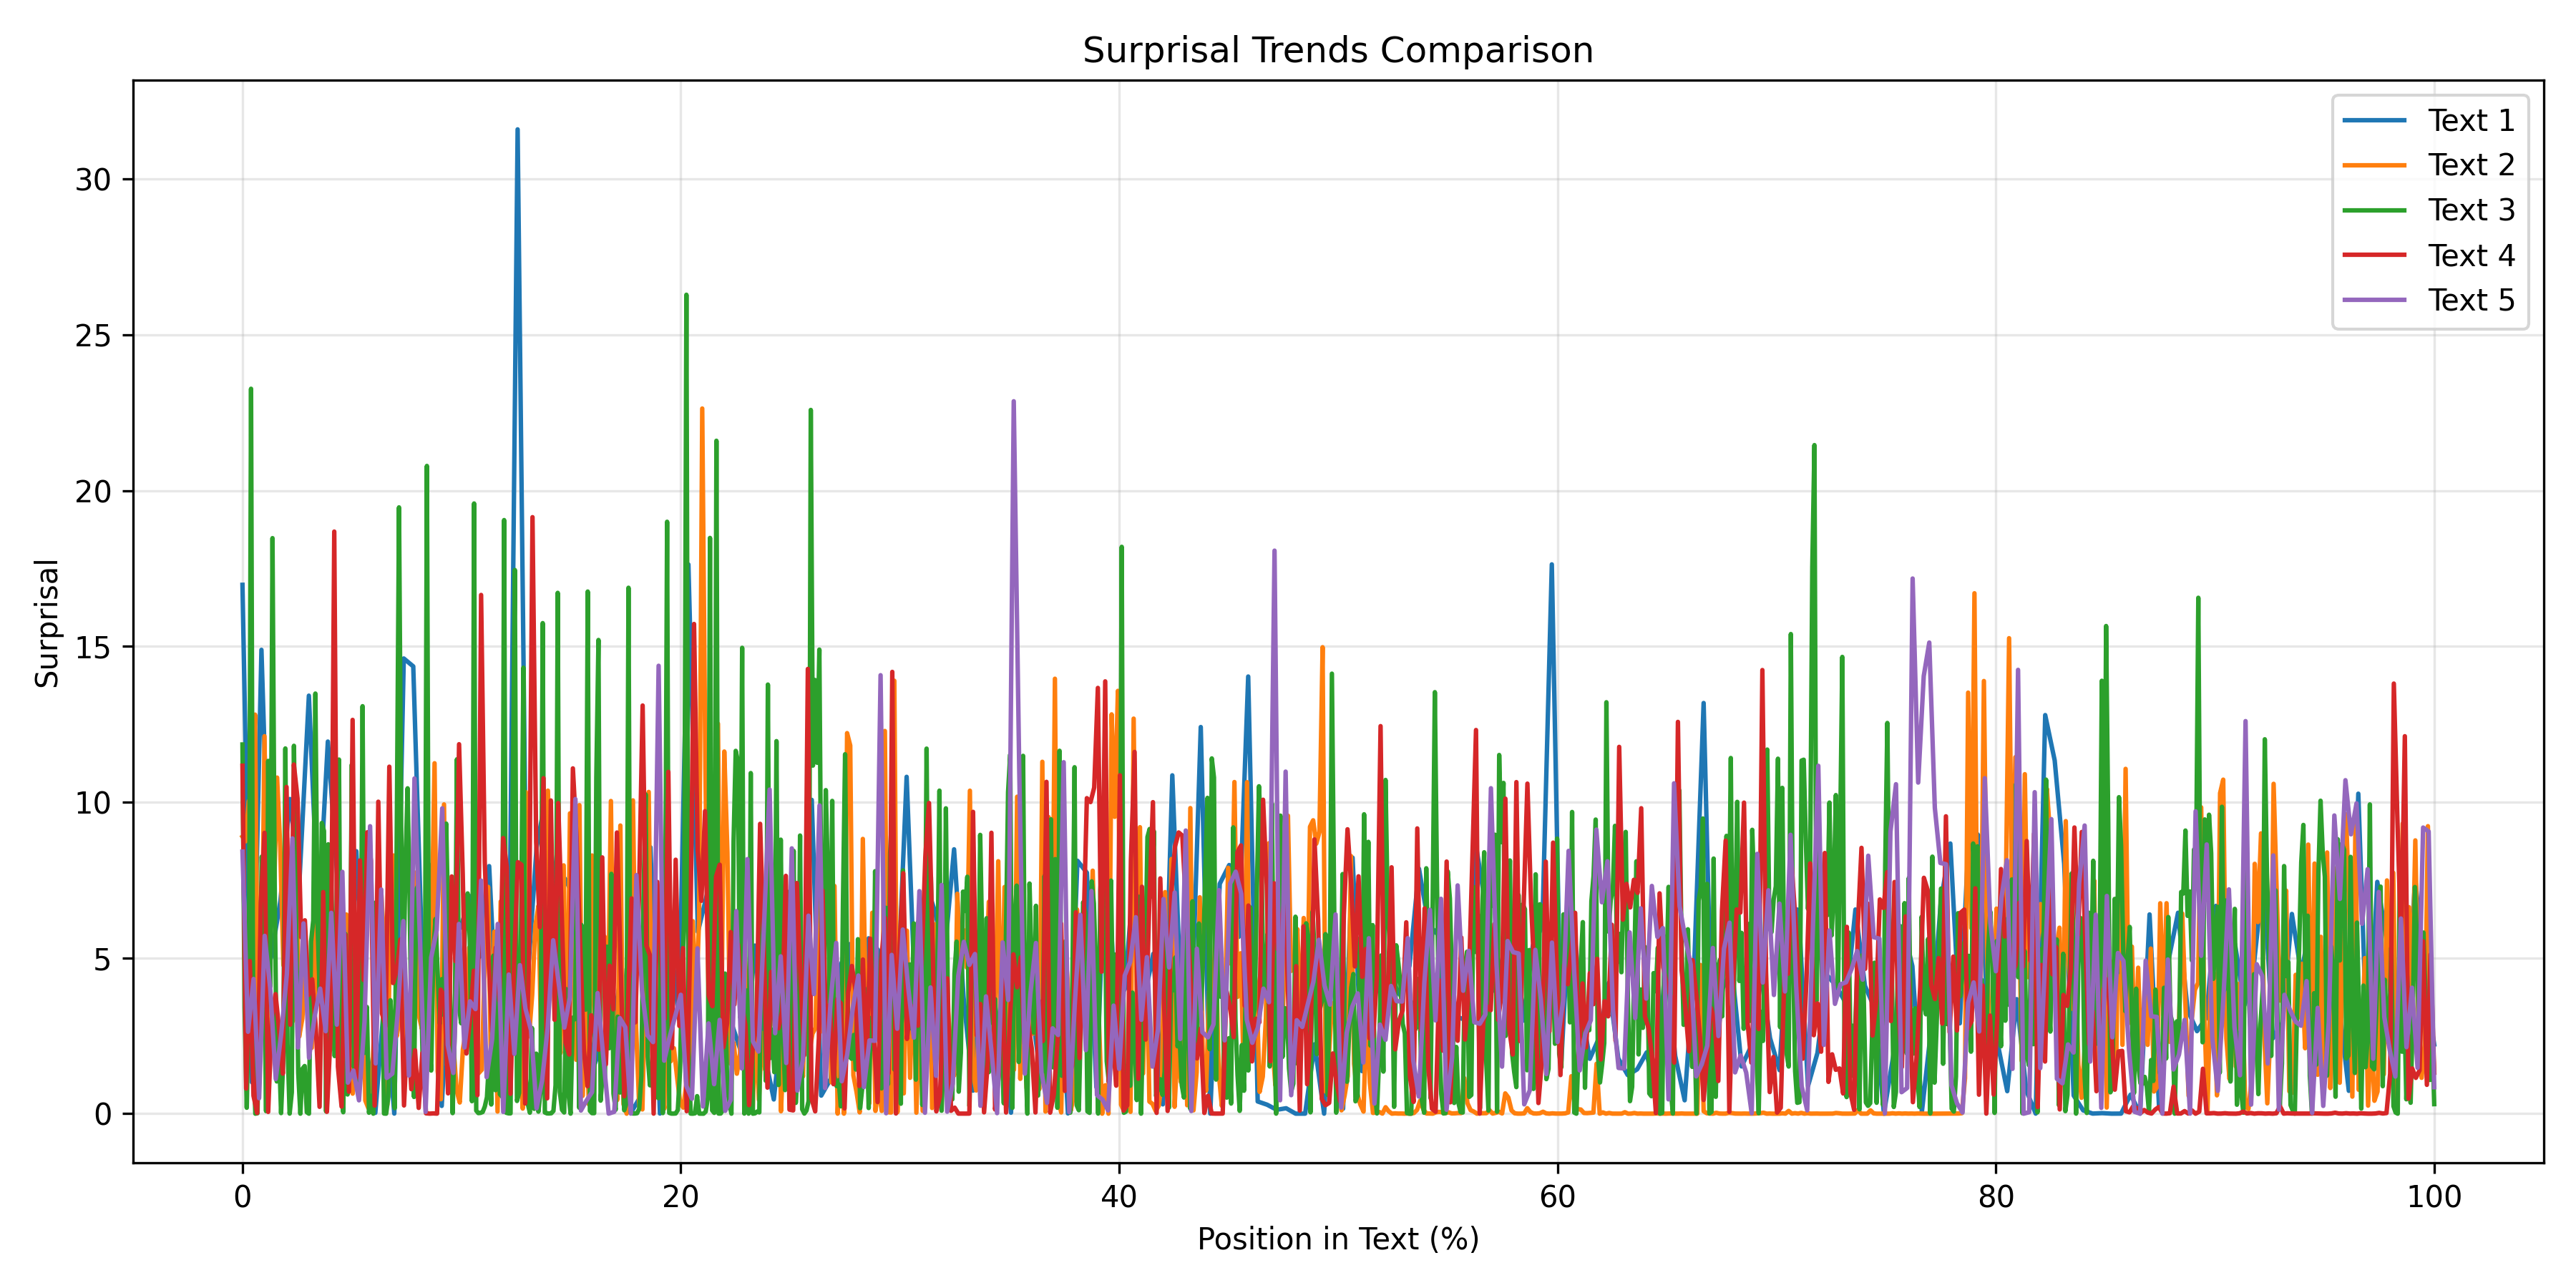 Surprisal Trends Comparison
Text 1
Text 2
Text 3
Text 4
Text 5
30
25
20
15
10
5
0
Surprisal
0 20 40 60 80 100
Position in Text (%)